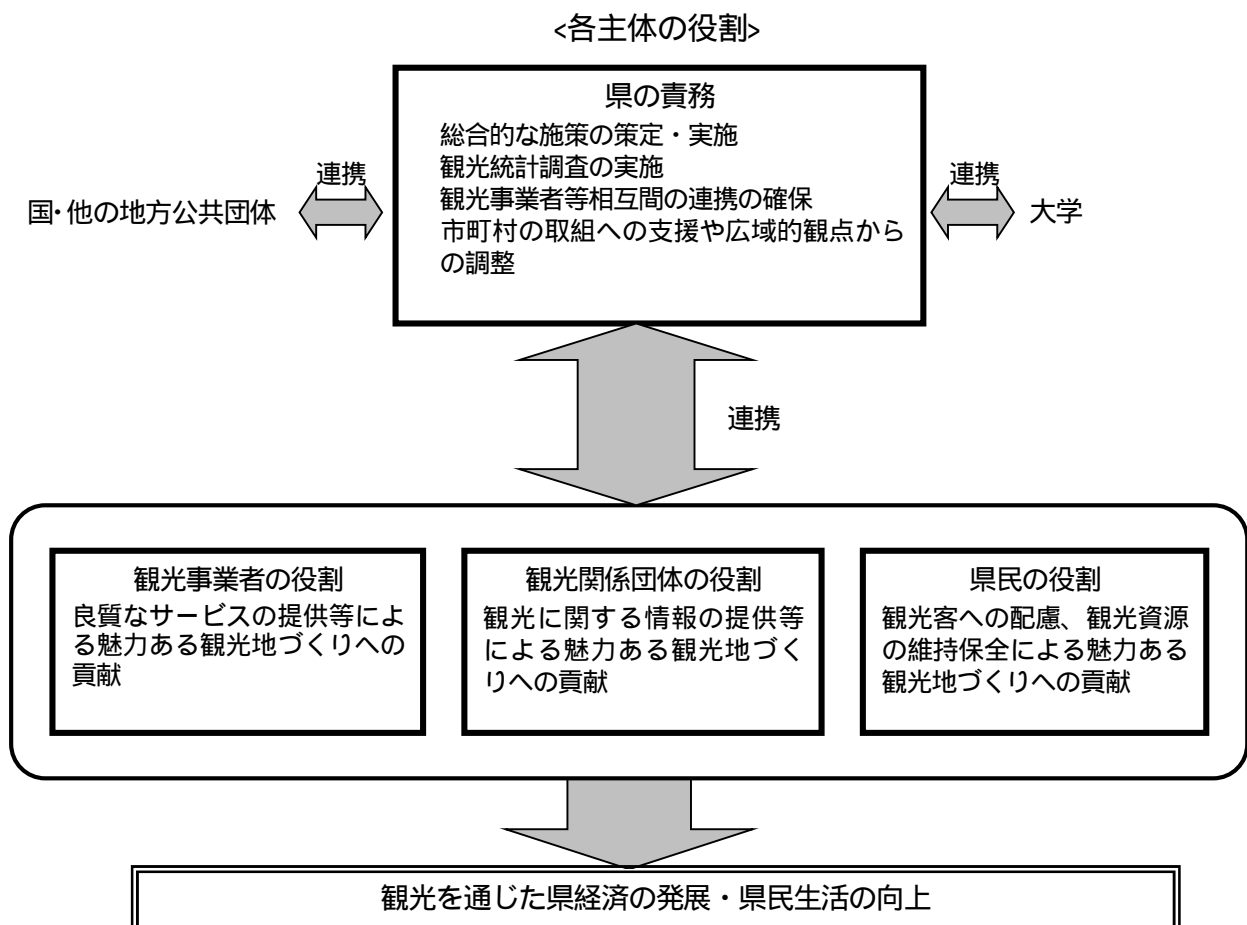 <各主体の役割>
県の責務
総合的な施策の策定・実施
観光統計調査の実施
観光事業者等相互間の連携の確保
市町村の取組への支援や広域的観点から
の調整
連携
国・他の地方公共団体
連携
大学
連携
観光事業者の役割
良質なサービスの提供等によ
る魅力ある観光地づくりへの
貢献
観光関係団体の役割
観光に関する情報の提供等
による魅力ある観光地づく
りへの貢献
県民の役割
観光客への配慮、観光資源
の維持保全による魅力ある
観光地づくりへの貢献
観光を通じた県経済の発展・県民生活の向上